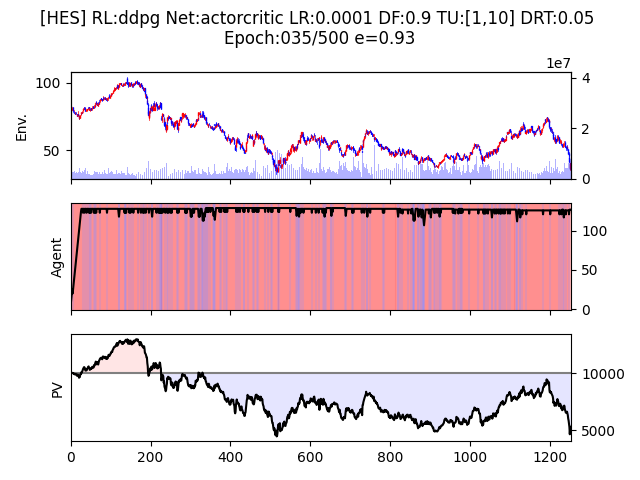 [HES] RL:ddpg Net:actorcritic LR:0.0001 DF:0.9 TU:[1,10] DRT:0.05
Epoch:035/500 e=0.93
1e7
100
50
Env.
4
2
0
Agent
100
50
0
PV
10000
5000
0 200 400 600 800 1000 1200